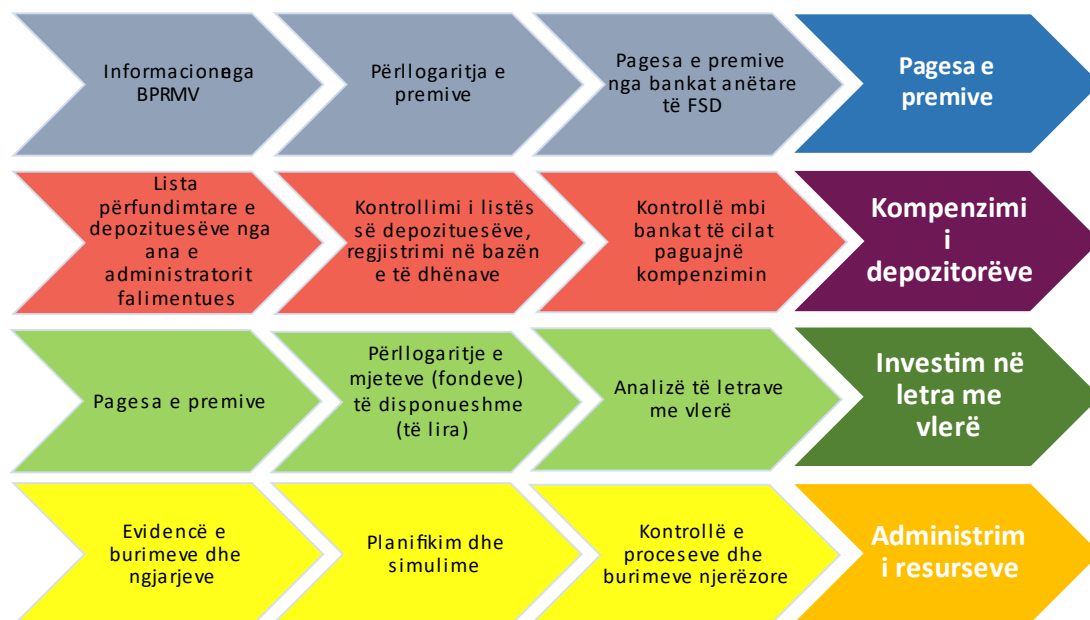 Informacionenga
BPRMV
Përllogaritja e
premive
Pagesa e premive
nga bankat anëtare
të FSD
Pagesa e
premive
Lista
përfundimtare e
depozituesëve nga
ana e
administratorit
falimentues
Kontrollimi i listës
së depozituesëve,
regjistrimi në bazën
e të dhënave
Kontrollë mbi
bankat të cilat
paguajnë
kompenzimin
Kompenzimi
i
depozitorëve
Pagesa e premive
Përllogaritje e
mjeteve (fondeve)
të disponueshme
(të lira)
Analizë të letrave
me vlerë
Investim në
letra me
vlerë
Evidencë e
burimeve dhe
ngjarjeve
Planifikim dhe
simulime
Kontrollë e
proceseve dhe
burimeve njerëzore
Administrim
i resurseve